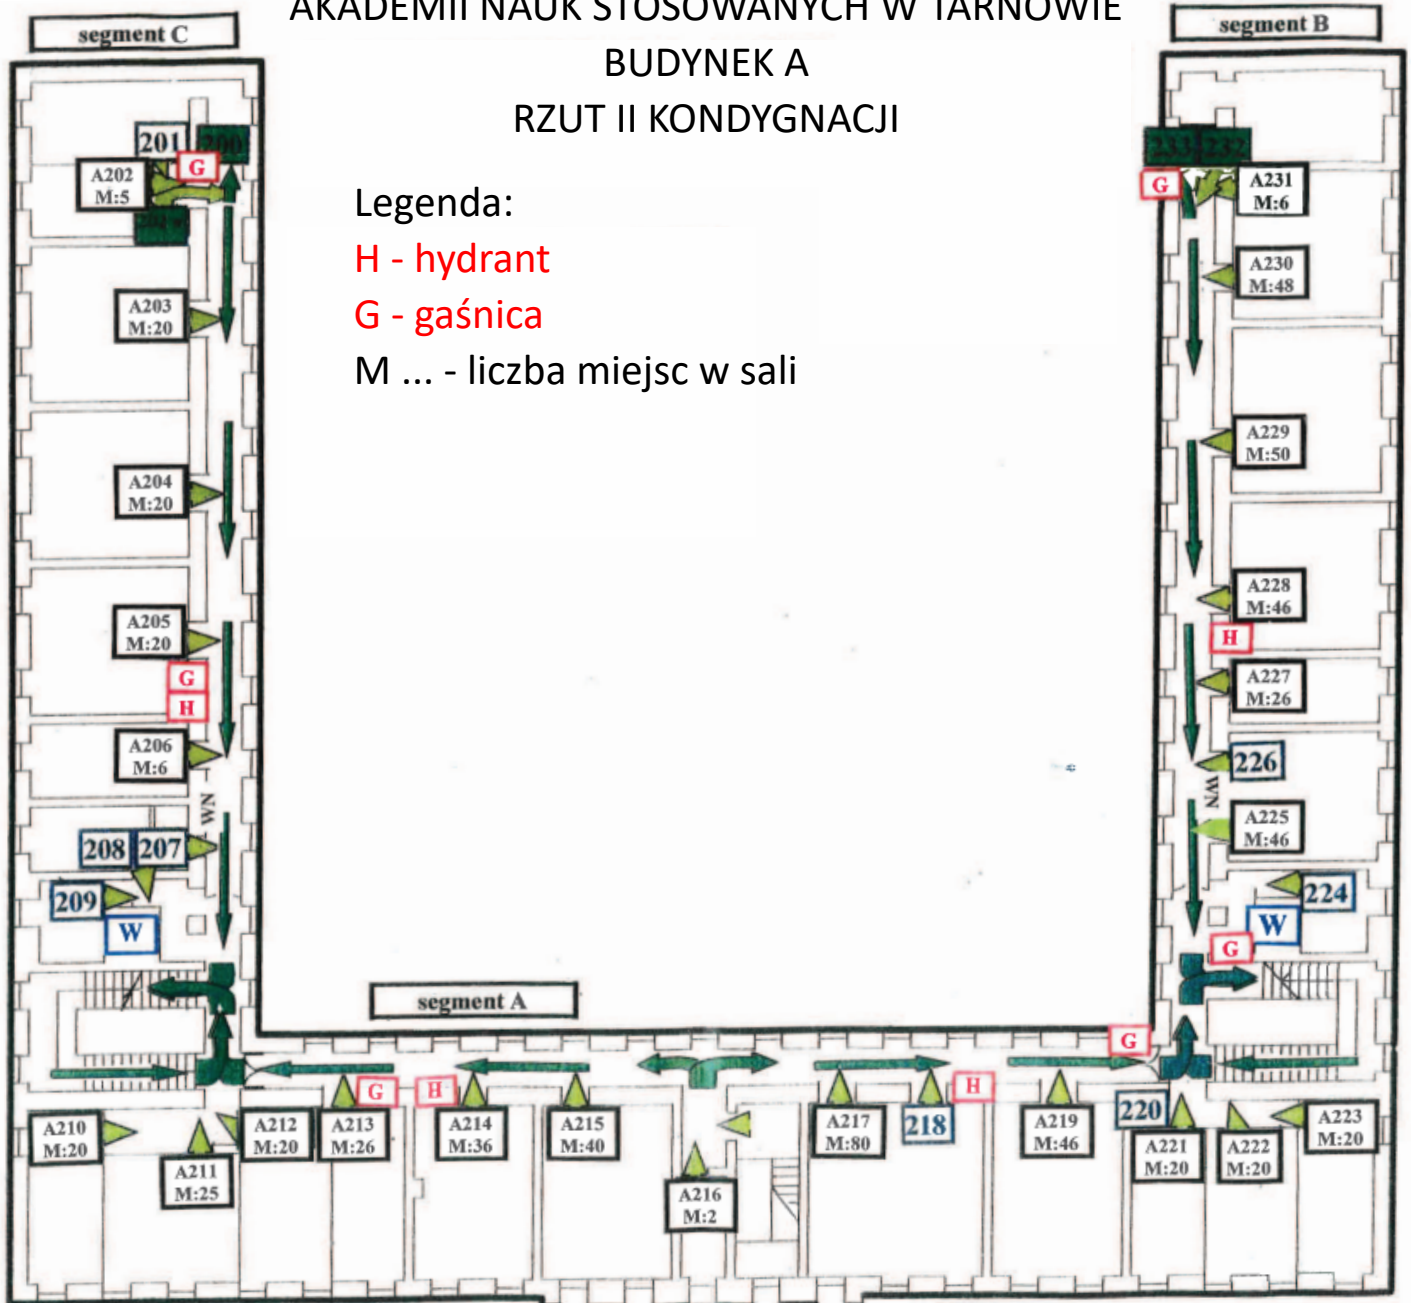 AKADEMII NAUK STOSOWANYCH W TARNOWIE
BUDYNEK A
RZUT II KONDYGNACJI
segment C
segment B
Legenda:
H - hydrant
G - gaśnica
M ... - liczba miejsc w sali
201
200
G
A202
M:5
A203
M:20
A204
M:20
A205
M:20
G
H
A206
M:6
WN
208
207
209
W
233
232
G
A231
M:6
A230
M:48
A229
M:50
A228
M:46
H
A227
M:26
226
WN
A225
M:46
224
W
G
segment A
G
G
H
H
A210
M:20
A211
M:25
A212
M:20
A213
M:26
A214
M:36
A215
M:40
A216
M:2
A217
M:80
218
A219
M:46
220
A221
M:20
A222
M:20
A223
M:20